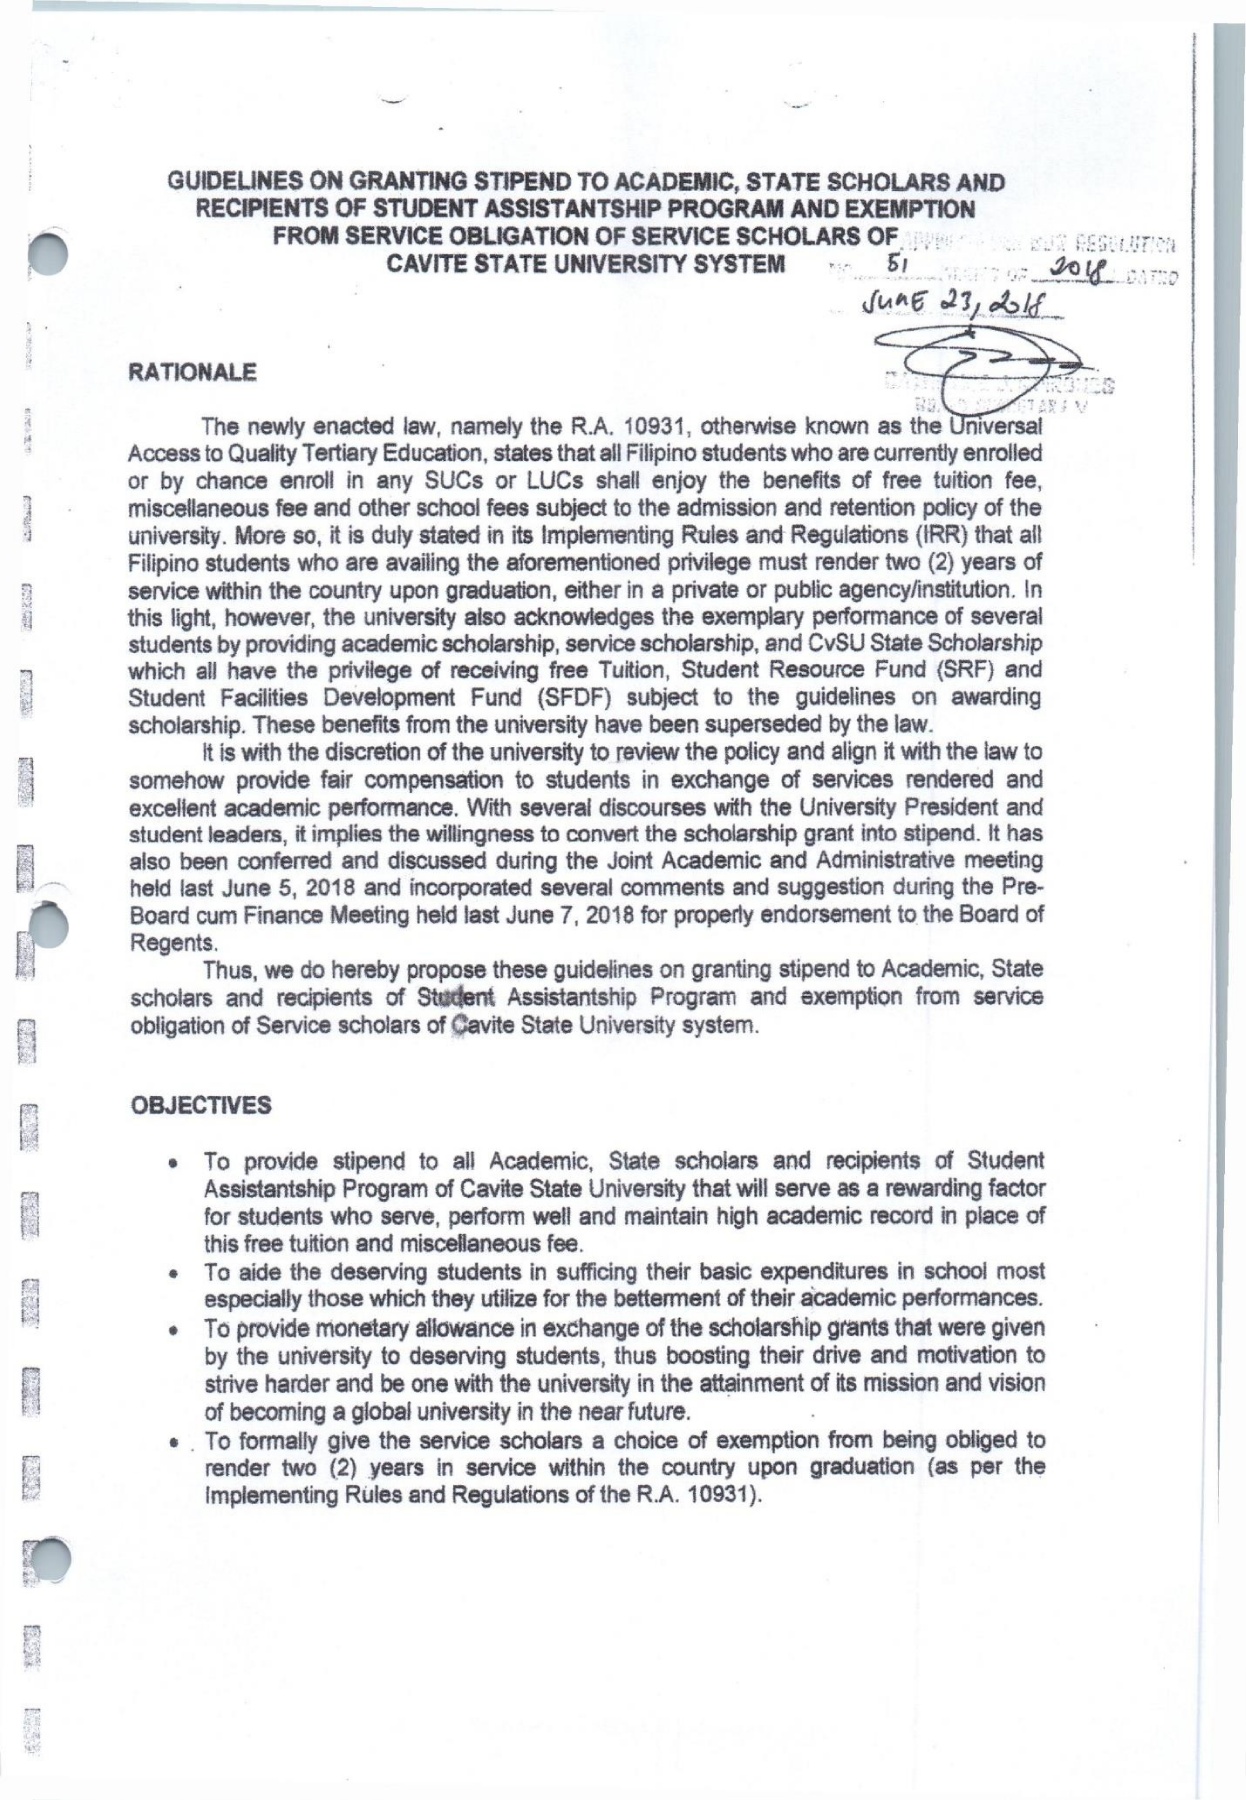 GUIDELINES ON GRANTING STIPEND TO ACADEMIC, STATE SCHOLARS AND
RECIPIENTS OF STUDENT ASSISTANTSHIP PROGRAM AND EXEMPTION
FROM SERVICE OBLIGATION OF SERVICE SCHOLARS OF
CAVITE STATE UNIVERSITY SYSTEM
RESOLUTION
51 OF 2018 DATED
JUNE 23, 2018
RATIONALE
The newly enacted law, namely the R.A. 10931, otherwise known as the Universal
Access to Quality Tertiary Education, states that all Filipino students who are currently enrolled
or by chance enroll in any SUCs or LUCs shall enjoy the benefits of free tuition fee,
miscellaneous fee and other school fees subject to the admission and retention policy of the
university. More so, it is duly stated in its Implementing Rules and Regulations (IRR) that all
Filipino students who are availing the aforementioned privilege must render two (2) years of
service within the country upon graduation, either in a private or public agency/institution. In
this light, however, the university also acknowledges the exemplary performance of several
students by providing academic scholarship, service scholarship, and CvSU State Scholarship
which all have the privilege of receiving free Tuition, Student Resource Fund (SRF) and
Student Facilities Development Fund (SFDF) subject to the guidelines on awarding
scholarship. These benefits from the university have been superseded by the law.
It is with the discretion of the university to review the policy and align it with the law to
somehow provide fair compensation to students in exchange of services rendered and
excellent academic performance. With several discourses with the University President and
student leaders, it implies the willingness to convert the scholarship grant into stipend. It has
also been conferred and discussed during the Joint Academic and Administrative meeting
held last June 5, 2018 and incorporated several comments and suggestion during the Pre-
Board cum Finance Meeting held last June 7, 2018 for properly endorsement to the Board of
Regents.
Thus, we do hereby propose these guidelines on granting stipend to Academic, State
scholars and recipients of Student Assistantship Program and exemption from service
obligation of Service scholars of Cavite State University system.
OBJECTIVES
• To provide stipend to all Academic, State scholars and recipients of Student
Assistantship Program of Cavite State University that will serve as a rewarding factor
for students who serve, perform well and maintain high academic record in place of
this free tuition and miscellaneous fee.
• To aide the deserving students in sufficing their basic expenditures in school most
especially those which they utilize for the betterment of their academic performances.
• To provide monetary allowance in exchange of the scholarship grants that were given
by the university to deserving students, thus boosting their drive and motivation to
strive harder and be one with the university in the attainment of its mission and vision
of becoming a global university in the near future.
• To formally give the service scholars a choice of exemption from being obliged to
render two (2) years in service within the country upon graduation (as per the
Implementing Rules and Regulations of the R.A. 10931).